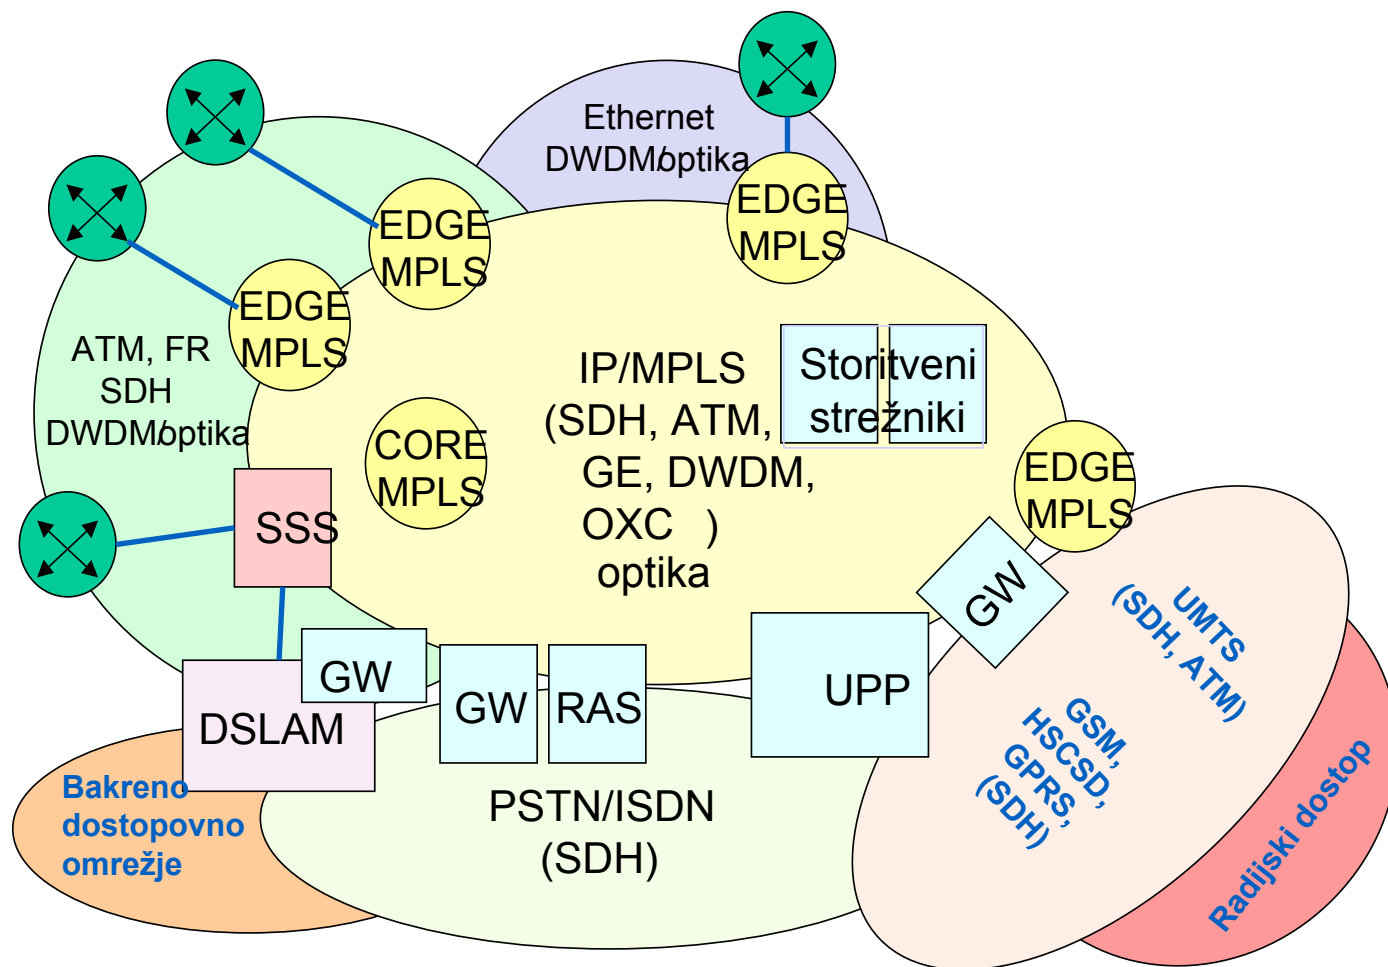 Ethernet
DWDM/optika
EDGE
MPLS
EDGE
MPLS
EDGE
MPLS
ATM, FR
SDH
DWDM/optika
IP/MPLS
(SDH, ATM,
GE, DWDM,
OXC )
optika
Storitveni
strežniki
CORE
MPLS
EDGE
MPLS
SSS
GW
UMTS
(SDH, ATM)
GW
GW
RAS
UPP
DSLAM
GSM,
HSCSD,
GPRS,
(SDH)
Bakreno
dostopovno
omrežje
PSTN/ISDN
(SDH)
Radijski dostop